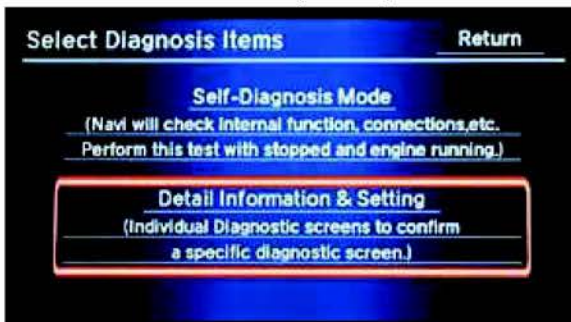 Select Diagnosis Items Return
Self-Diagnosis Mode
(Navi will check internal function, connections,etc.
Perform this test with stopped and engine running.)
Detail Information & Setting
(Individual Diagnostic screens to confirm
a specific diagnostic screen.)